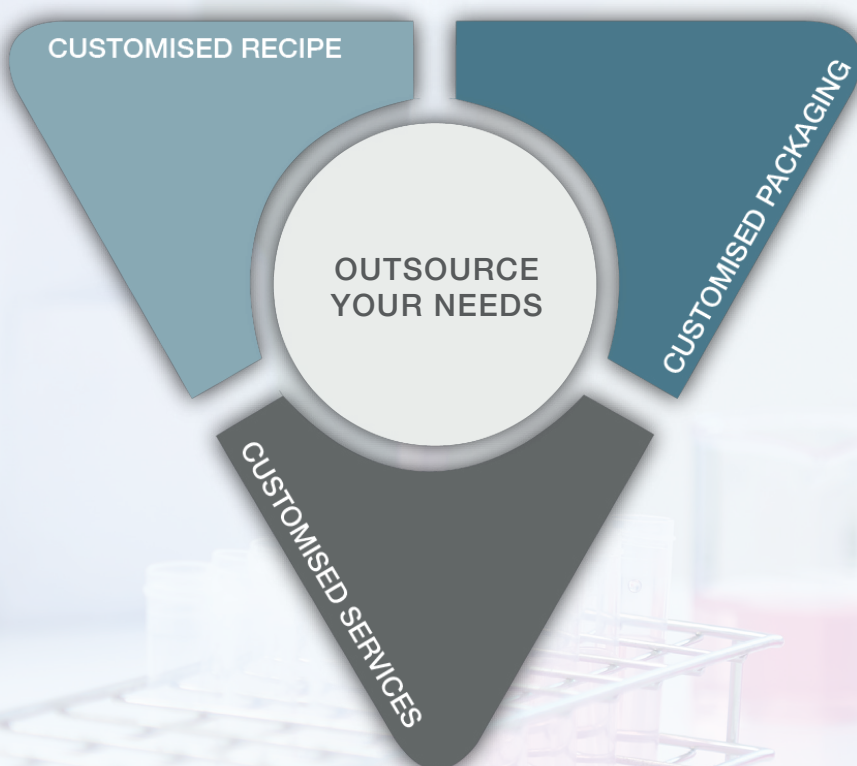 CUSTOMISED RECIPE
CUSTOMISED PACKAGING
OUTSOURCE
YOUR NEEDS
CUSTOMISED SERVICES